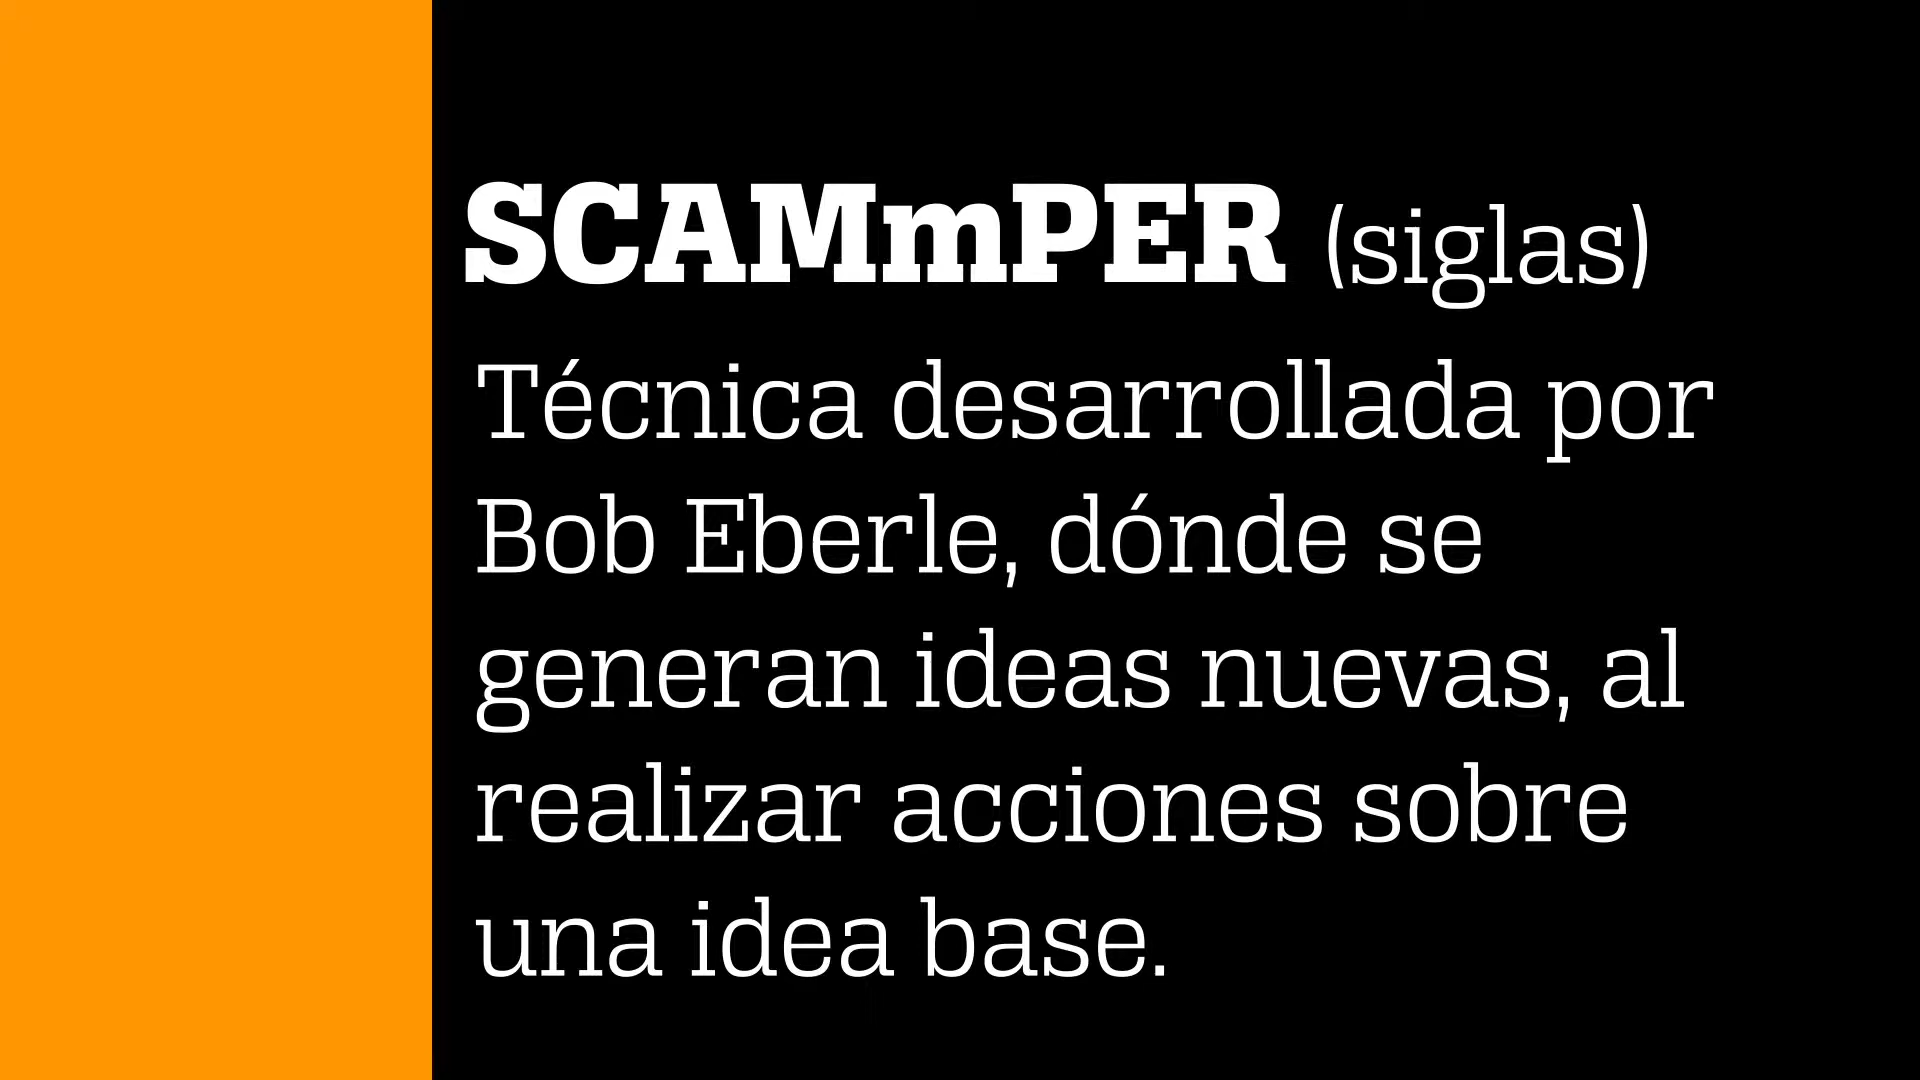 SCAMmPER (siglas)
Técnica desarrollada por
Bob Eberle, dónde se
generan ideas nuevas, al
realizar acciones sobre
una idea base.